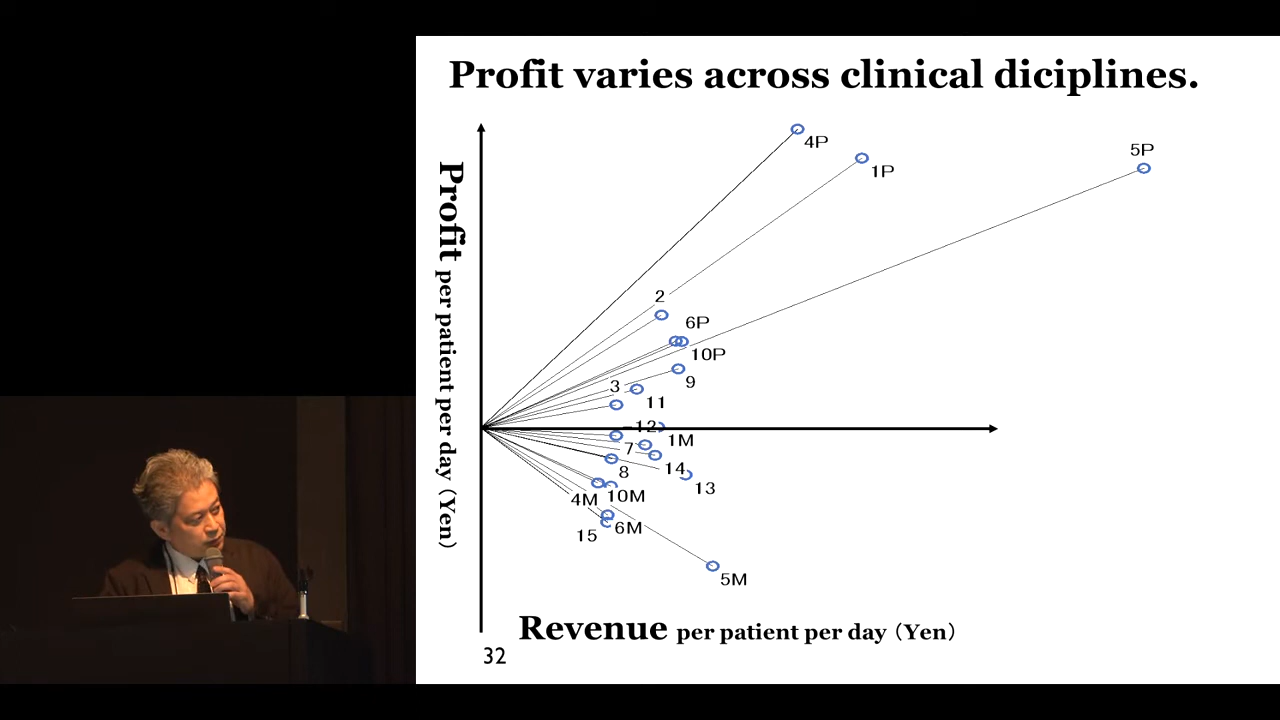 Profit varies across clinical diciplines.
Profit per patient per day (Yen)
4P
1P
5P
2
6P
10P
9
3
11
12
1M
7
14
8
13
4M
10M
6M
15
5M
Revenue per patient per day (Yen)
32